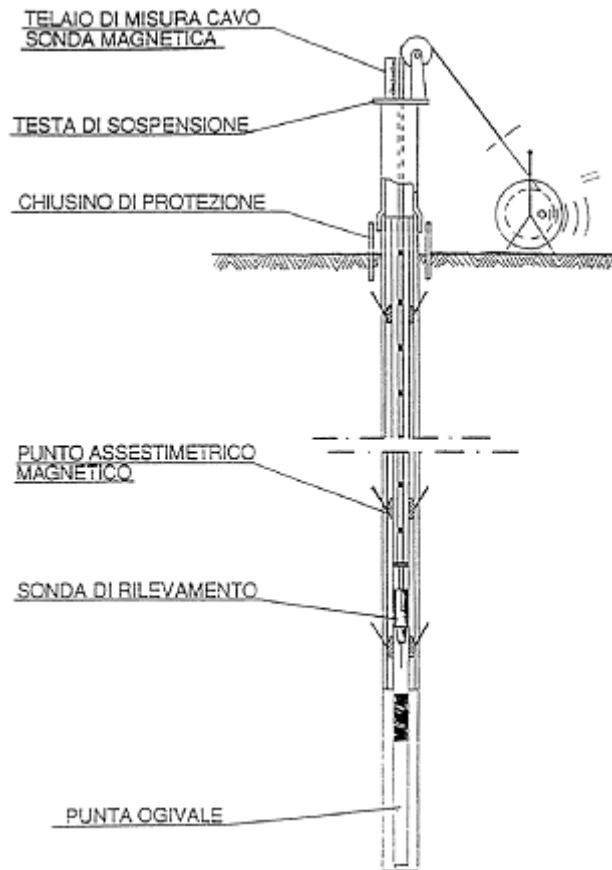 TELAIO DI MISURA CAVO
SONDA MAGNETICA
TESTA DI SOSPENSIONE
CHIUSINO DI PROTEZIONE
PUNTO ASSESTIMETRICO
MAGNETICO
SONDA DI RILEVAMENTO
PUNTA OGIVALE